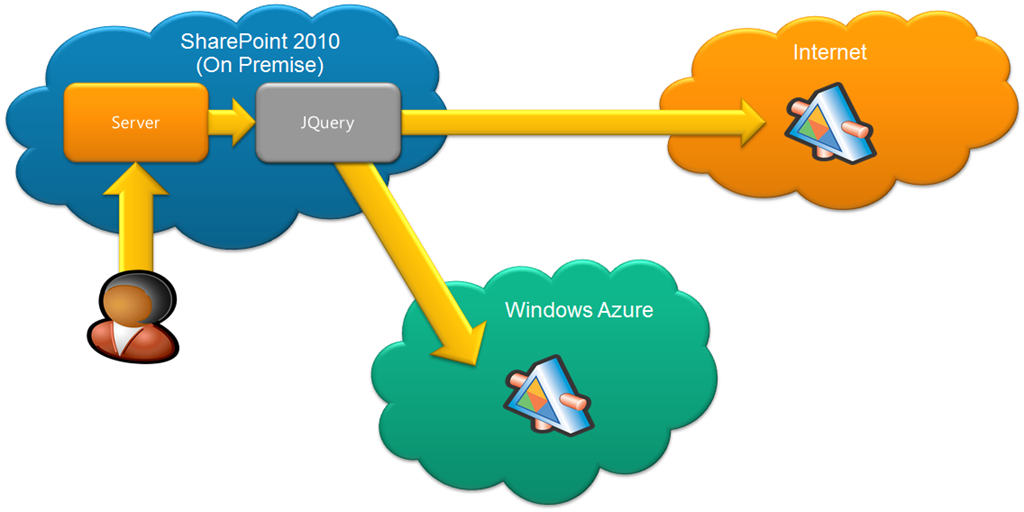 SharePoint 2010
(On Premise)
Server
JQuery
Internet
Windows Azure